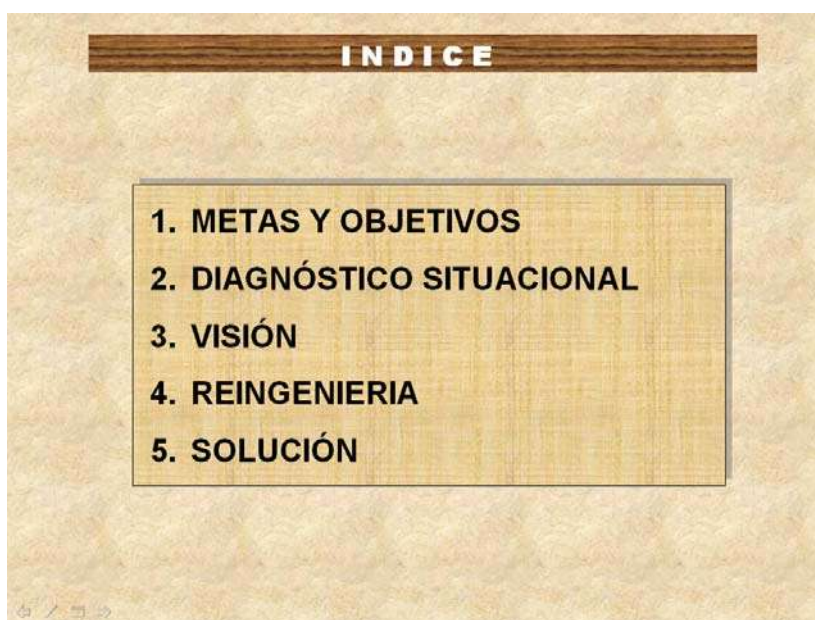 INDICE
1. METAS Y OBJETIVOS
2. DIAGNÓSTICO SITUACIONAL
3. VISIÓN
4. REINGENIERIA
5. SOLUCIÓN